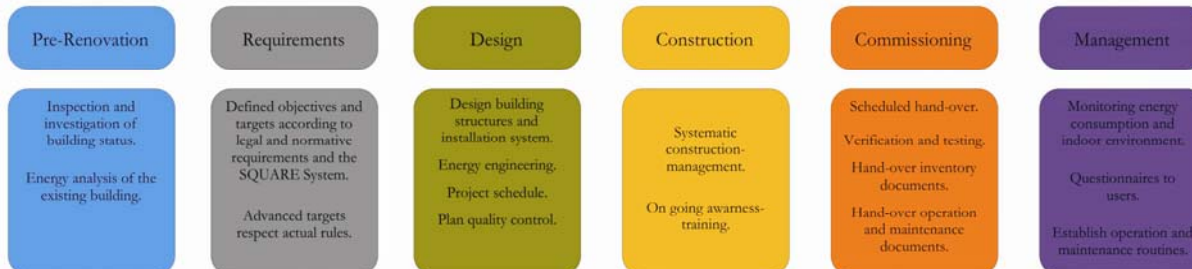 Pre-Renovation
Inspection and
investigation of
building status.
Energy analysis of the
existing building.
Requirements
Defined objectives and
targets according to
legal and normative
requirements and the
SQUARE System.
Advanced targets
respect actual rules.
Design
Design building
structures and
installation system.
Energy engineering.
Project schedule.
Plan quality control.
Construction
Systematic
construction-
management.
On going awarness-
training.
Commissioning
Scheduled hand-over.
Verification and testing.
Hand-over inventory
documents.
Hand-over operation
and maintenance
documents.
Management
Monitoring energy
consumption and
indoor environment.
Questionnaires to
users.
Establish operation and
maintenance routines.